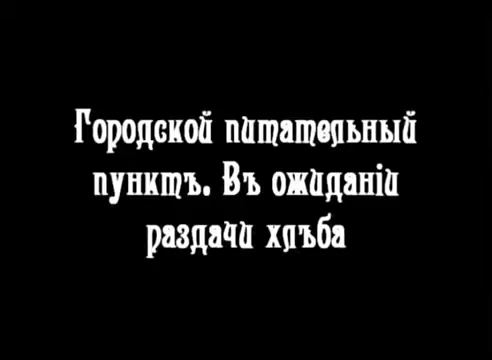 Городской питательный
пунктъ. Въ ожиданіи
раздачи хлѣба